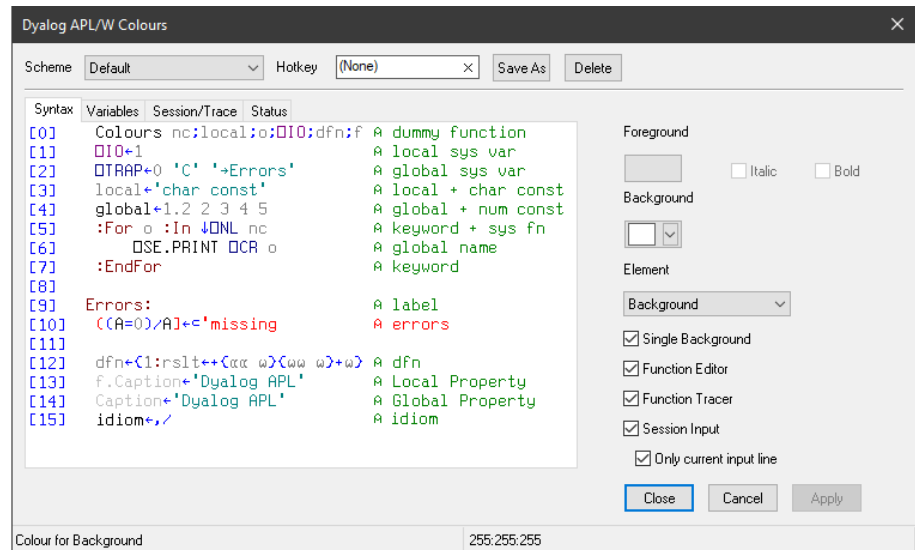 Dyalog APL/W Colours
Scheme Default Hotkey (None) Save As Delete
Syntax Variables Session/Trace Status
[0] Colours nc;local;o;⎕IO;dfn;f ⍝ dummy function
[1] ⎕IO←1 ⍝ local sys var
[2] ⎕TRAP←0 'C' '→Errors' ⍝ global sys var
[3] local←'char const' ⍝ local + char const
[4] global←1.2 2 3 4 5 ⍝ global + num const
[5] :For o :In ↓⎕NL nc ⍝ keyword + sys fn
[6] ⎕SE.PRINT ⎕CR o ⍝ global name
[7] :EndFor ⍝ keyword
[8]
[9] Errors: ⍝ label
[10] ((A=0)/A]←⊂'missing ⍝ errors
[11]
[12] dfn←{1:rslt←+{⍺⍺ ⍵}{⍵⍵ ⍵}+⍵} ⍝ dfn
[13] f.Caption←'Dyalog APL' ⍝ Local Property
[14] Caption←'Dyalog APL' ⍝ Global Property
[15] idiom←,/ ⍝ idiom
Foreground
Italic Bold
Background
Element
Background
Single Background
Function Editor
Function Tracer
Session Input
Only current input line
Close Cancel Apply
Colour for Background 255:255:255